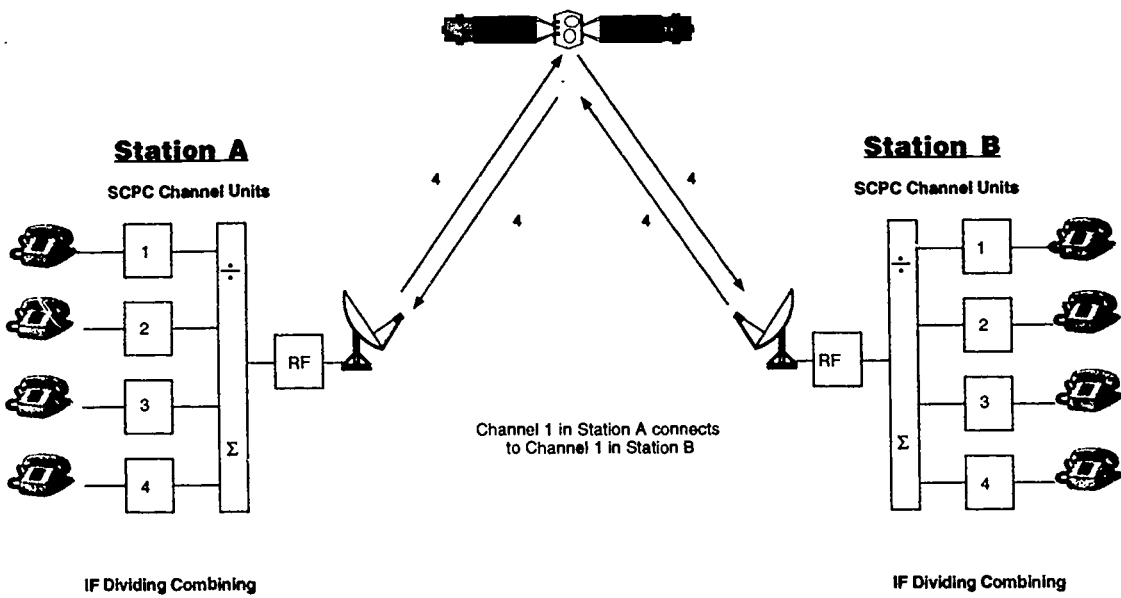 Station A
SCPC Channel Units
1
2
3
4
÷
Σ
RF
IF Dividing Combining
4
4
4
4
Channel 1 in Station A connects
to Channel 1 in Station B
Station B
SCPC Channel Units
RF
÷
Σ
1
2
3
4
IF Dividing Combining